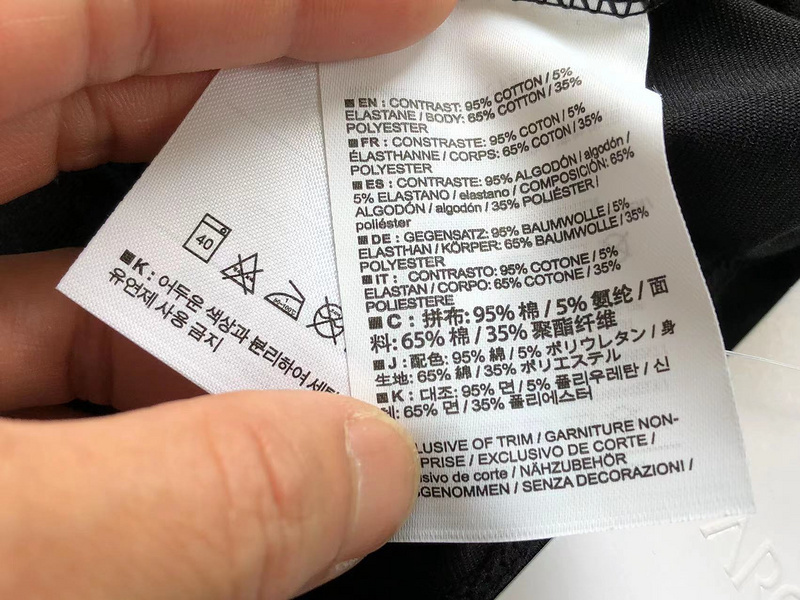 40
■K : 어두운 색상과 분리하여 세탁
유연제 사용 금지
■EN : CONTRAST: 95% COTTON / 5%
ELASTANE / BODY: 65% COTTON / 35%
POLYESTER
■FR : CONSTRASTE: 95% COTON / 5%
ÉLASTHANNE / CORPS: 65% COTON / 35%
POLYESTER
■ES : CONTRASTE: 95% ALGODÓN / algodón /
5% ELASTANO / elastano / COMPOSICIÓN: 65%
ALGODÓN / algodón / 35% POLIÉSTER /
poliéster
■DE : GEGENSATZ: 95% BAUMWOLLE / 5%
ELASTHAN / KÖRPER: 65% BAUMWOLLE / 35%
POLYESTER
■IT : CONTRASTO: 95% COTONE / 5%
ELASTAN / CORPO: 65% COTONE / 35%
POLIESTERE
■C : 拼布: 95% 棉 / 5% 氨纶 / 面
料: 65% 棉 / 35% 聚酯纤维
■J : 配色: 95% 綿 / 5% ポリウレタン / 身
生地: 65% 綿 / 35% ポリエステル
■K : 대조: 95% 면 / 5% 폴리우레탄 / 신
체: 65% 면 / 35% 폴리에스터
LUSIVE OF TRIM / GARNITURE NON-
PRISE / EXCLUSIVO DE CORTE /
sivo de corte / NÄHZUBEHÖR
GENOMMEN / SENZA DECORAZIONI /